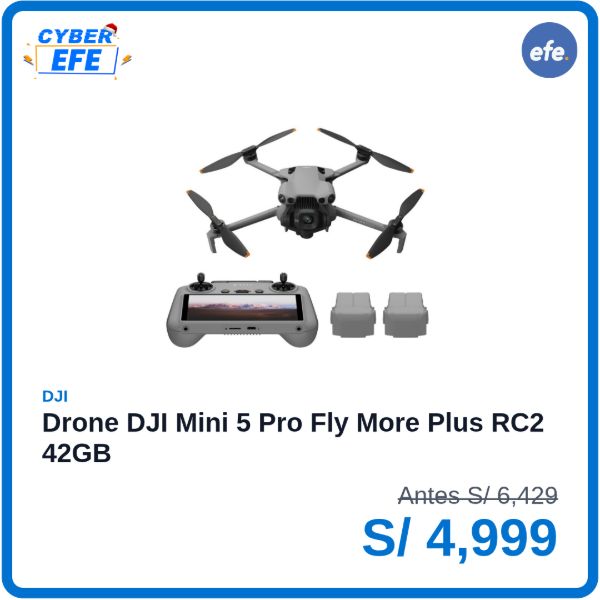 CYBER
EFE
efe.
DJI
Drone DJI Mini 5 Pro Fly More Plus RC2
42GB
Antes S/ 6,429
S/ 4,999